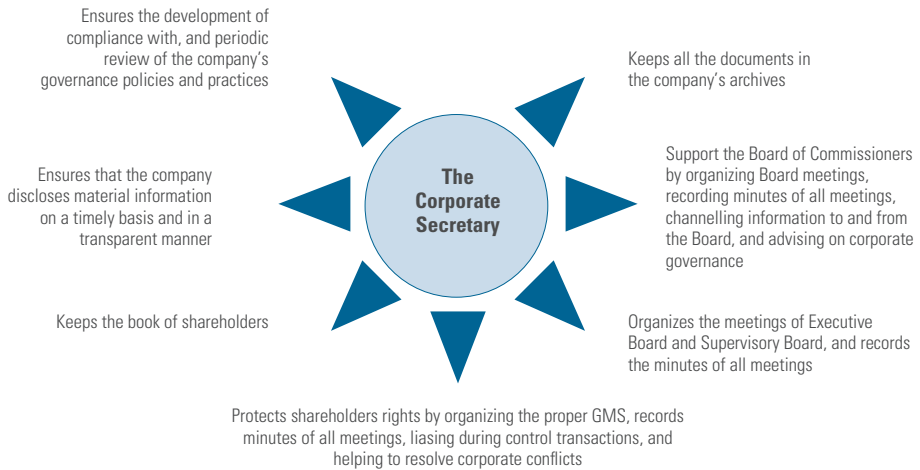 Ensures the development of
compliance with, and periodic
review of the company's
governance policies and practices
Keeps all the documents in
the company's archives
Ensures that the company
discloses material information
on a timely basis and in a
transparent manner
The
Corporate
Secretary
Support the Board of Commissioners
by organizing Board meetings,
recording minutes of all meetings,
channelling information to and from
the Board, and advising on corporate
governance
Keeps the book of shareholders
Organizes the meetings of Executive
Board and Supervisory Board, and records
the minutes of all meetings
Protects shareholders rights by organizing the proper GMS, records
minutes of all meetings, liasing during control transactions, and
helping to resolve corporate conflicts